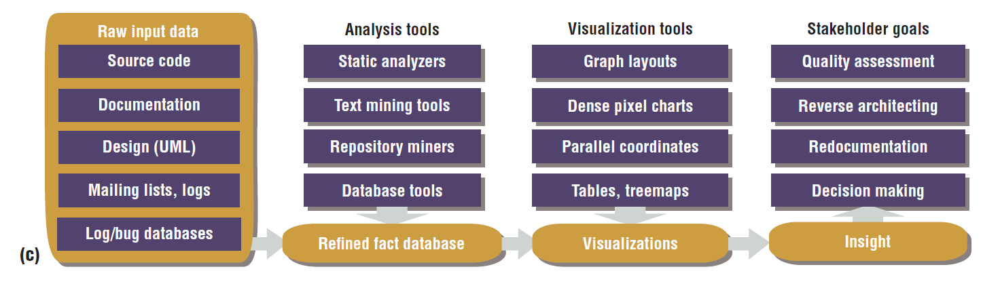 Raw input data
Source code
Documentation
Design (UML)
Mailing lists, logs
Log/bug databases
Analysis tools
Static analyzers
Text mining tools
Repository miners
Database tools
Refined fact database
Visualization tools
Graph layouts
Dense pixel charts
Parallel coordinates
Tables, treemaps
Visualizations
Stakeholder goals
Quality assessment
Reverse architecting
Redocumentation
Decision making
Insight
(c)